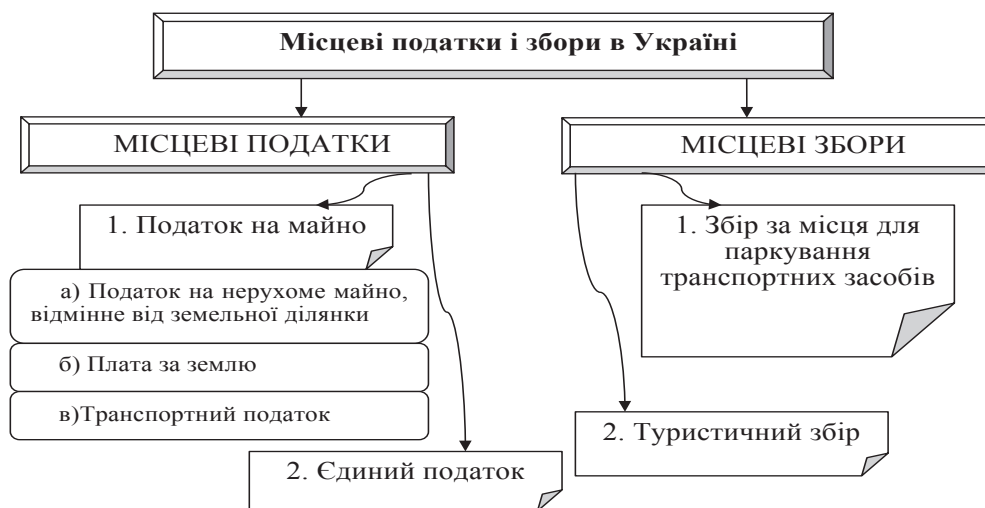 Місцеві податки і збори в Україні
МІСЦЕВІ ПОДАТКИ
1. Податок на майно
а) Податок на нерухоме майно,
відмінне від земельної ділянки
б) Плата за землю
в)Транспортний податок
2. Єдиний податок
МІСЦЕВІ ЗБОРИ
1. Збір за місця для
паркування
транспортних засобів
2. Туристичний збір